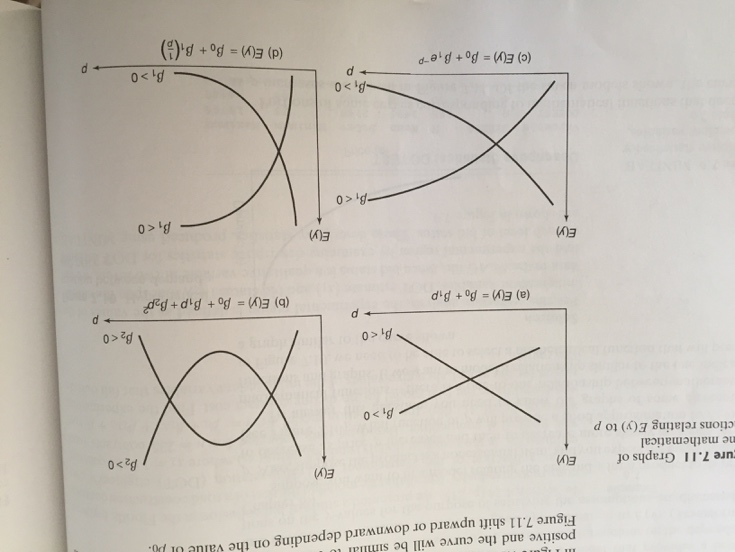 positive and the curve will be similar to
Figure 7.11 shift upward or downward depending on the value of β₀.
ure 7.11 Graphs of
me mathematical
ctions relating E(y) to p
E(y)
β₁ > 0
β₁ < 0
p
(a) E(y) = β₀ + β₁p
E(y)
β₂ > 0
β₂ < 0
p
(b) E(y) = β₀ + β₁p + β₂p²
E(y)
β₁ < 0
β₁ > 0
p
(c) E(y) = β₀ + β₁e⁻ᵖ
E(y)
β₁ < 0
β₁ > 0
p
(d) E(y) = β₀ + β₁(1/p)